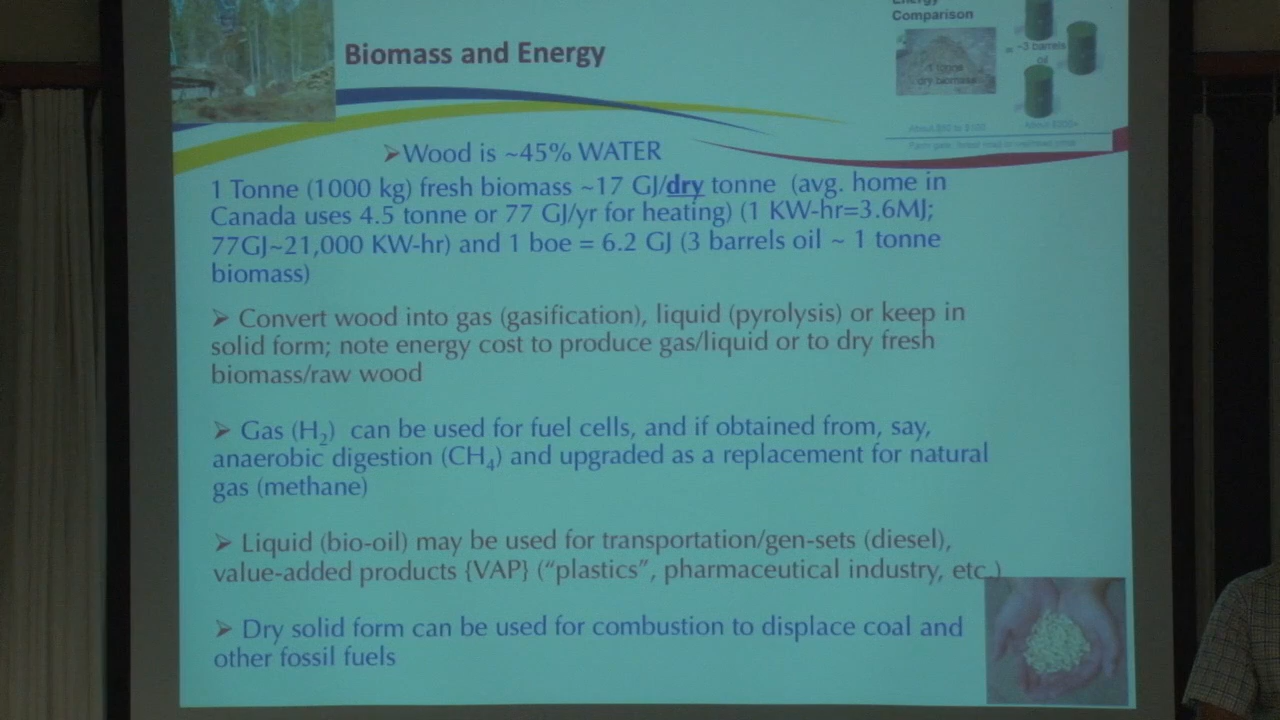 Energy
Comparison
Biomass and Energy
1 tonne
dry biomass
= ~3 barrels
oil
➢Wood is ~45% WATER
1 Tonne (1000 kg) fresh biomass ~17 GJ/dry tonne (avg. home in
Canada uses 4.5 tonne or 77 GJ/yr for heating) (1 KW-hr=3.6MJ;
77GJ~21,000 KW-hr) and 1 boe = 6.2 GJ (3 barrels oil ~ 1 tonne
biomass)
➢ Convert wood into gas (gasification), liquid (pyrolysis) or keep in
solid form; note energy cost to produce gas/liquid or to dry fresh
biomass/raw wood
➢ Gas (H₂) can be used for fuel cells, and if obtained from, say,
anaerobic digestion (CH₄) and upgraded as a replacement for natural
gas (methane)
➢ Liquid (bio-oil) may be used for transportation/gen-sets (diesel),
value-added products {VAP} (“plastics”, pharmaceutical industry, etc.)
➢ Dry solid form can be used for combustion to displace coal and
other fossil fuels